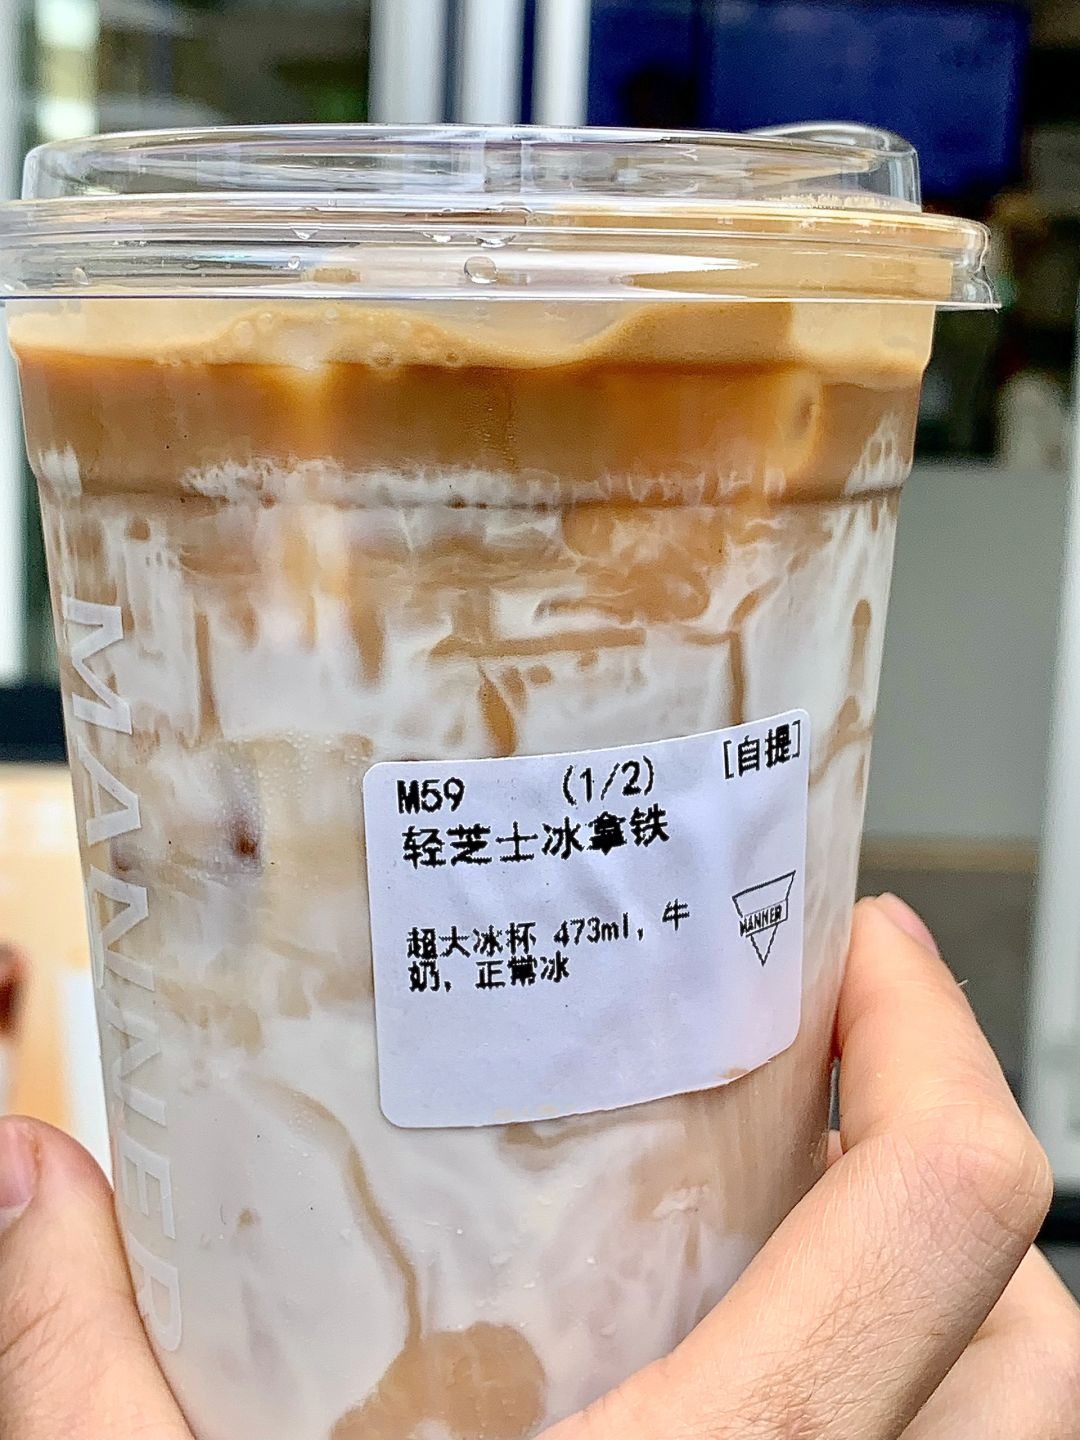 M59 (1/2) [自提]
轻芝士冰拿铁
超大冰杯 473ml, 牛
奶, 正常冰
MANNER
MANNER